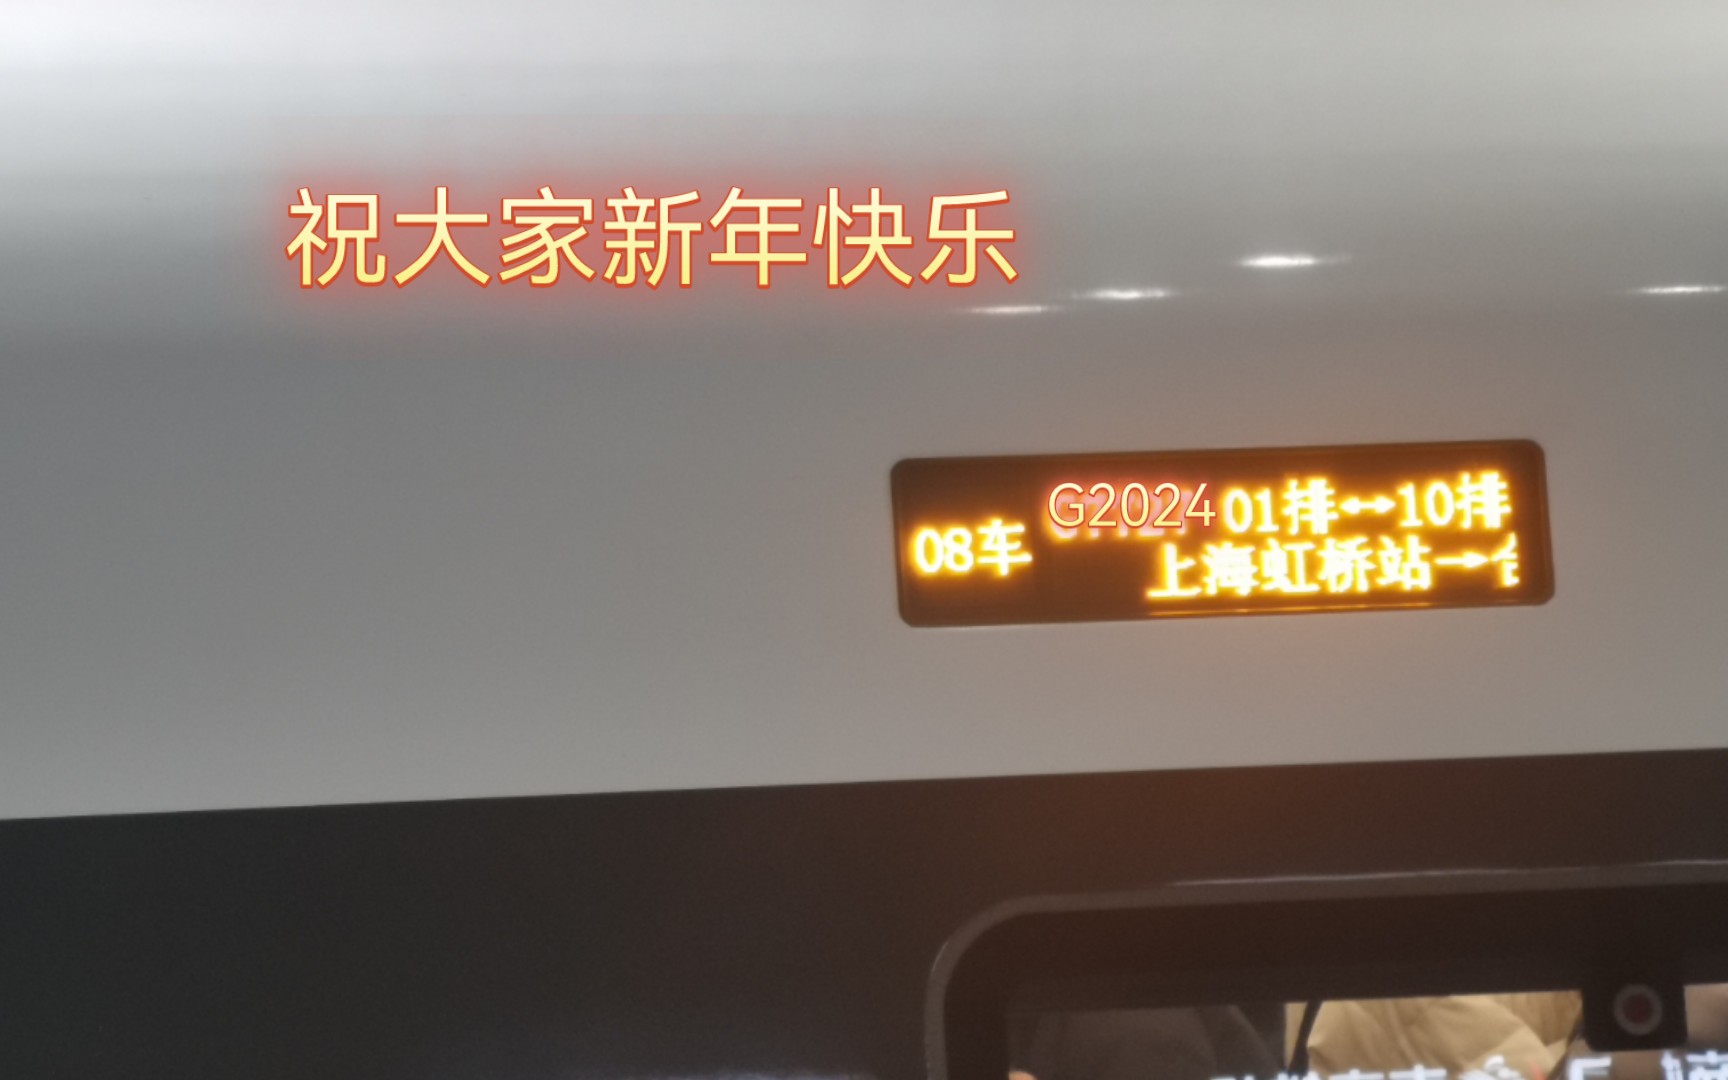 祝大家新年快乐
08车
G2024 01排↔10排
上海虹桥站→